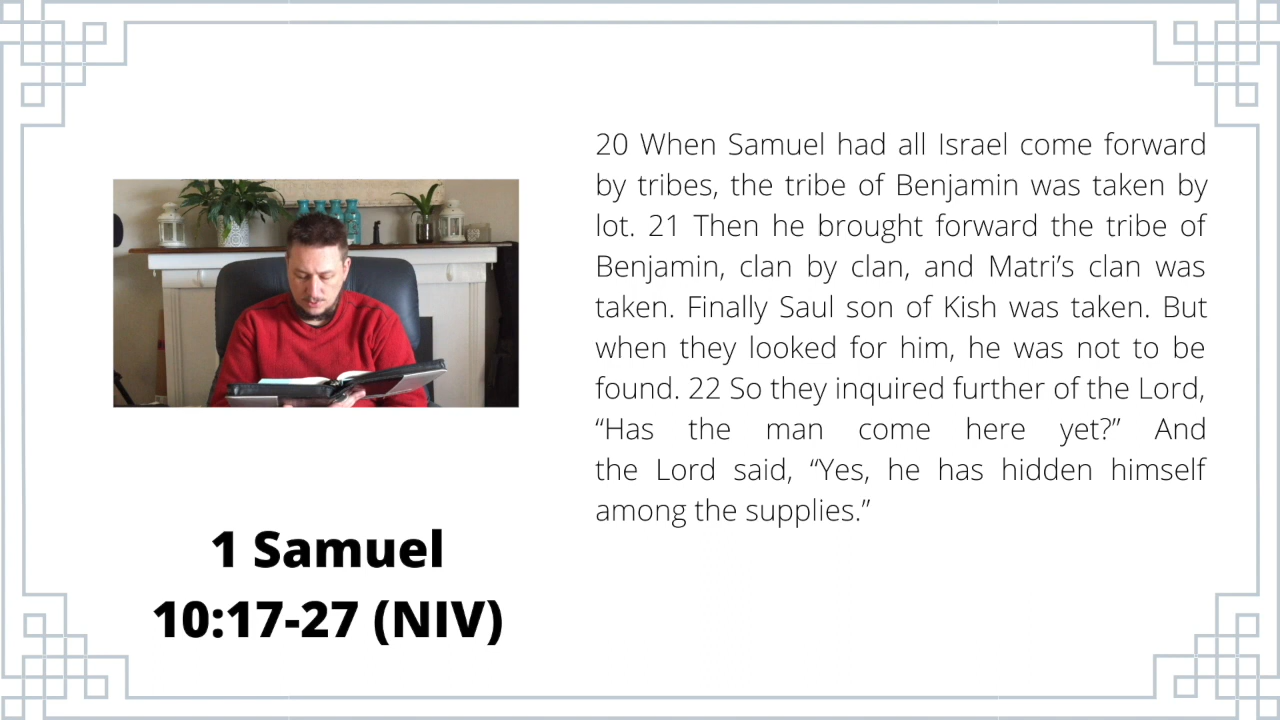 20 When Samuel had all Israel come forward
by tribes, the tribe of Benjamin was taken by
lot. 21 Then he brought forward the tribe of
Benjamin, clan by clan, and Matri’s clan was
taken. Finally Saul son of Kish was taken. But
when they looked for him, he was not to be
found. 22 So they inquired further of the Lord,
“Has the man come here yet?” And
the Lord said, “Yes, he has hidden himself
among the supplies.”
1 Samuel
10:17-27 (NIV)